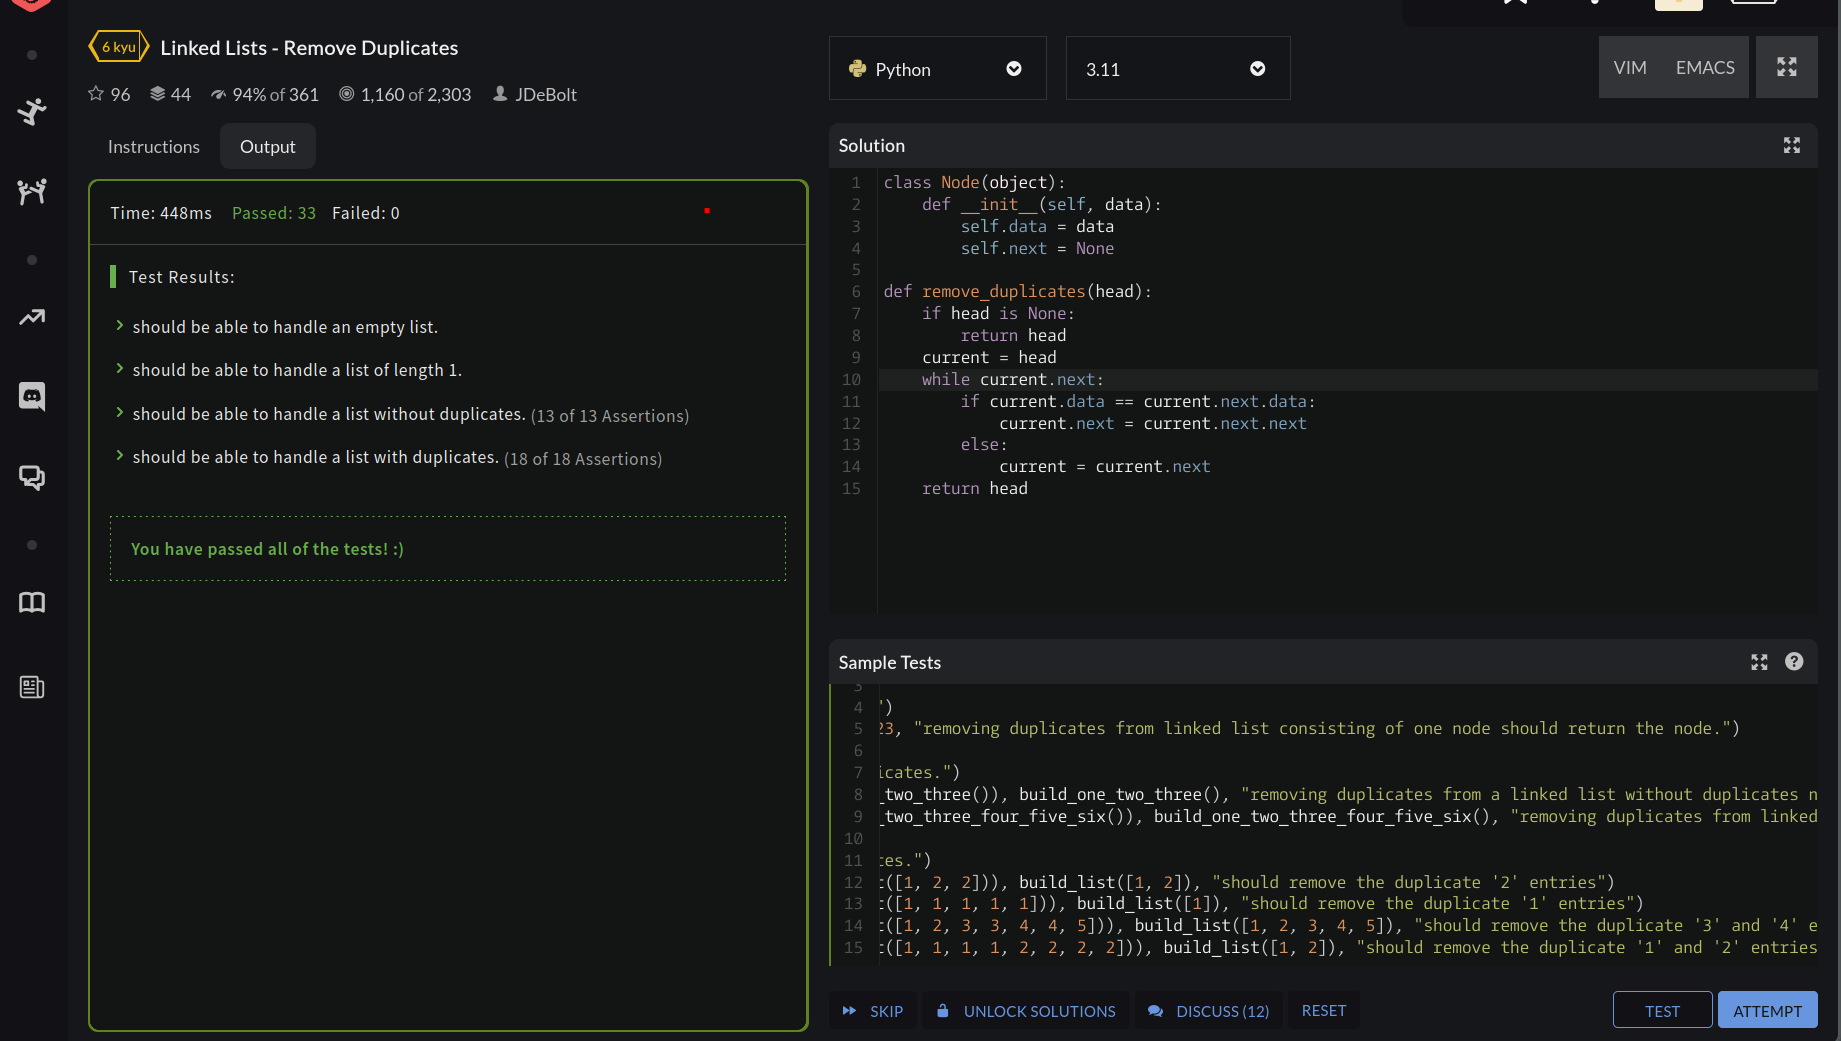 6 kyu Linked Lists - Remove Duplicates
96 44 94% of 361 1,160 of 2,303 JDeBolt
Instructions Output
Time: 448ms Passed: 33 Failed: 0
Test Results:
should be able to handle an empty list.
should be able to handle a list of length 1.
should be able to handle a list without duplicates. (13 of 13 Assertions)
should be able to handle a list with duplicates. (18 of 18 Assertions)
You have passed all of the tests! :)
Python 3.11 VIM EMACS
Solution
1 class Node(object):
2     def __init__(self, data):
3         self.data = data
4         self.next = None
5
6 def remove_duplicates(head):
7     if head is None:
8         return head
9     current = head
10     while current.next:
11         if current.data == current.next.data:
12             current.next = current.next.next
13         else:
14             current = current.next
15     return head
Sample Tests
3
4 ")
5 23, "removing duplicates from linked list consisting of one node should return the node.")
6
7 icates.")
8 _two_three()), build_one_two_three(), "removing duplicates from a linked list without duplicates n
9 _two_three_four_five_six()), build_one_two_three_four_five_six(), "removing duplicates from linked
10
11 tes.")
12 t([1, 2, 2])), build_list([1, 2]), "should remove the duplicate '2' entries")
13 t([1, 1, 1, 1, 1])), build_list([1]), "should remove the duplicate '1' entries")
14 t([1, 2, 3, 3, 4, 4, 5])), build_list([1, 2, 3, 4, 5]), "should remove the duplicate '3' and '4' e
15 t([1, 1, 1, 1, 2, 2, 2, 2])), build_list([1, 2]), "should remove the duplicate '1' and '2' entries
SKIP UNLOCK SOLUTIONS DISCUSS (12) RESET TEST ATTEMPT